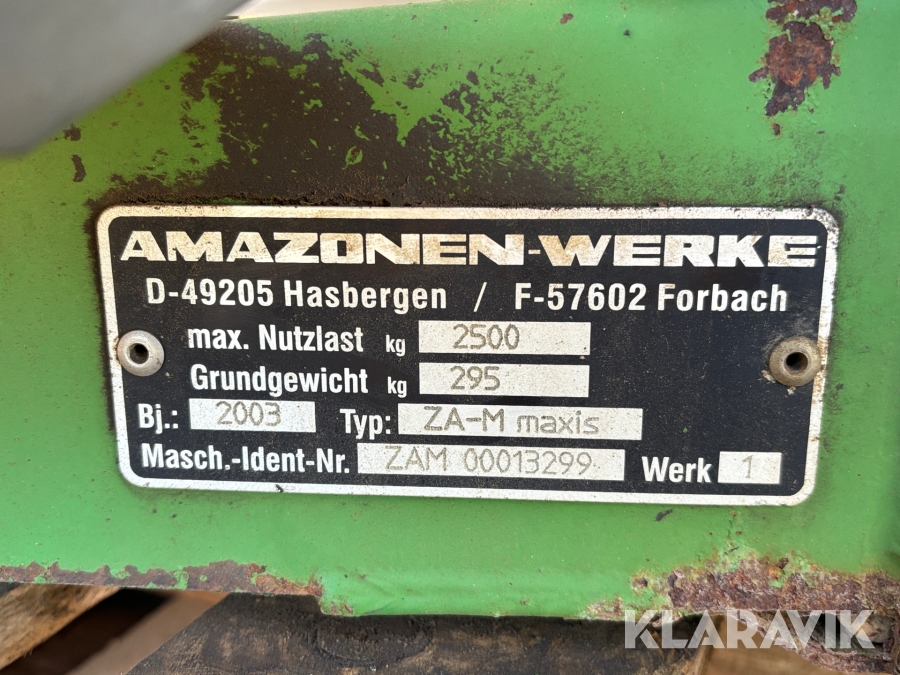 AMAZONEN-WERKE
D-49205 Hasbergen / F-57602 Forbach
max. Nutzlast kg 2500
Grundgewicht kg 295
Bj.: 2003 Typ: ZA-M maxis
Masch.-Ident-Nr. ZAM 00013299 Werk 1
KLARAVIK